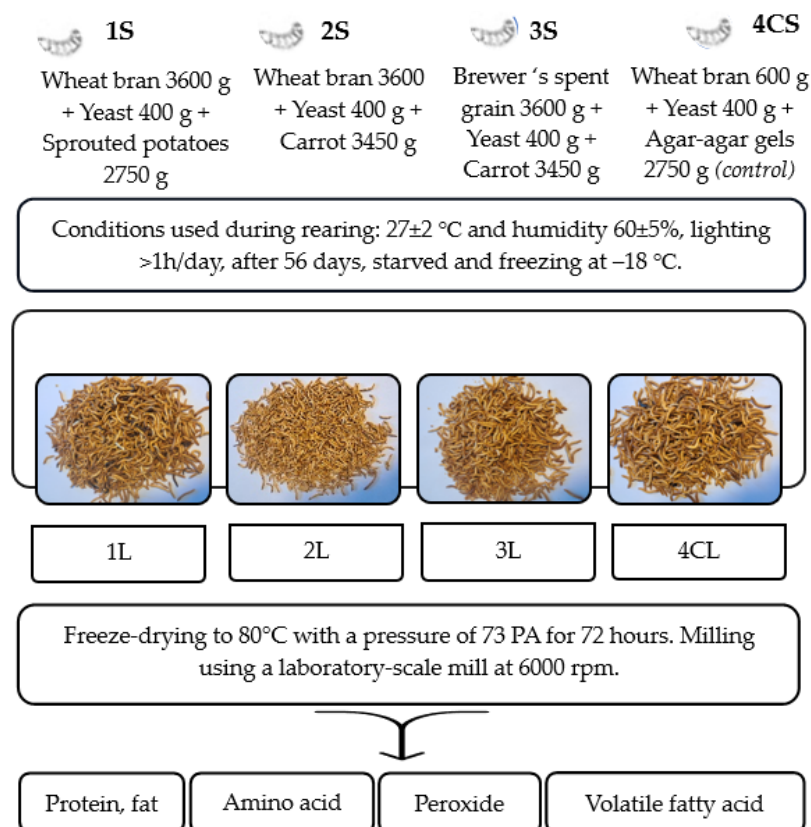 1S
Wheat bran 3600 g
+ Yeast 400 g +
Sprouted potatoes
2750 g
2S
Wheat bran 3600
+ Yeast 400 g +
Carrot 3450 g
3S
Brewer ‘s spent
grain 3600 g +
Yeast 400 g +
Carrot 3450 g
4CS
Wheat bran 600 g
+ Yeast 400 g +
Agar-agar gels
2750 g (control)
Conditions used during rearing: 27±2 °C and humidity 60±5%, lighting
>1h/day, after 56 days, starved and freezing at –18 °C.
1L
2L
3L
4CL
Freeze-drying to 80°C with a pressure of 73 PA for 72 hours. Milling
using a laboratory-scale mill at 6000 rpm.
Protein, fat
Amino acid
Peroxide
Volatile fatty acid